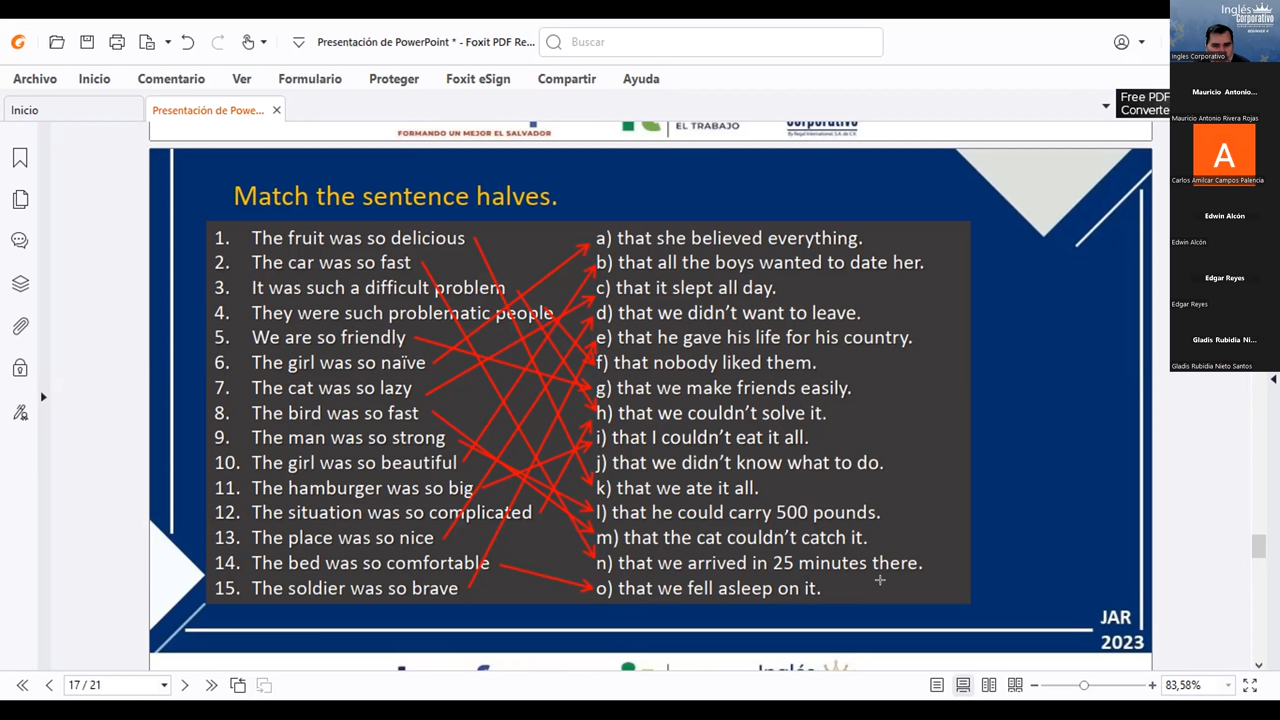 Presentación de PowerPoint * - Foxit PDF Re...
Buscar
Archivo Inicio Comentario Ver Formulario Proteger Foxit eSign Compartir Ayuda
Inicio
Presentación de Powe...
Free PDF
Converte
FORMANDO UN MEJOR EL SALVADOR
EL TRABAJO
Corporativo
Match the sentence halves.
1. The fruit was so delicious a) that she believed everything.
2. The car was so fast b) that all the boys wanted to date her.
3. It was such a difficult problem c) that it slept all day.
4. They were such problematic people d) that we didn't want to leave.
5. We are so friendly e) that he gave his life for his country.
6. The girl was so naïve f) that nobody liked them.
7. The cat was so lazy g) that we make friends easily.
8. The bird was so fast h) that we couldn't solve it.
9. The man was so strong i) that I couldn't eat it all.
10. The girl was so beautiful j) that we didn't know what to do.
11. The hamburger was so big k) that we ate it all.
12. The situation was so complicated l) that he could carry 500 pounds.
13. The place was so nice m) that the cat couldn't catch it.
14. The bed was so comfortable n) that we arrived in 25 minutes there.
15. The soldier was so brave o) that we fell asleep on it.
JAR
2023
Inglés
17 / 21
83,58%
Inglés
Corporativo
BEGINNER 4
Ingles Corporativo
Mauricio Antonio...
Mauricio Antonio Rivera Rojas
A
Carlos Amilcar Campos Palencia
Edwin Alcón
Edwin Alcón
Edgar Reyes
Edgar Reyes
Gladis Rubidia Ni...
Gladis Rubidia Nieto Santos